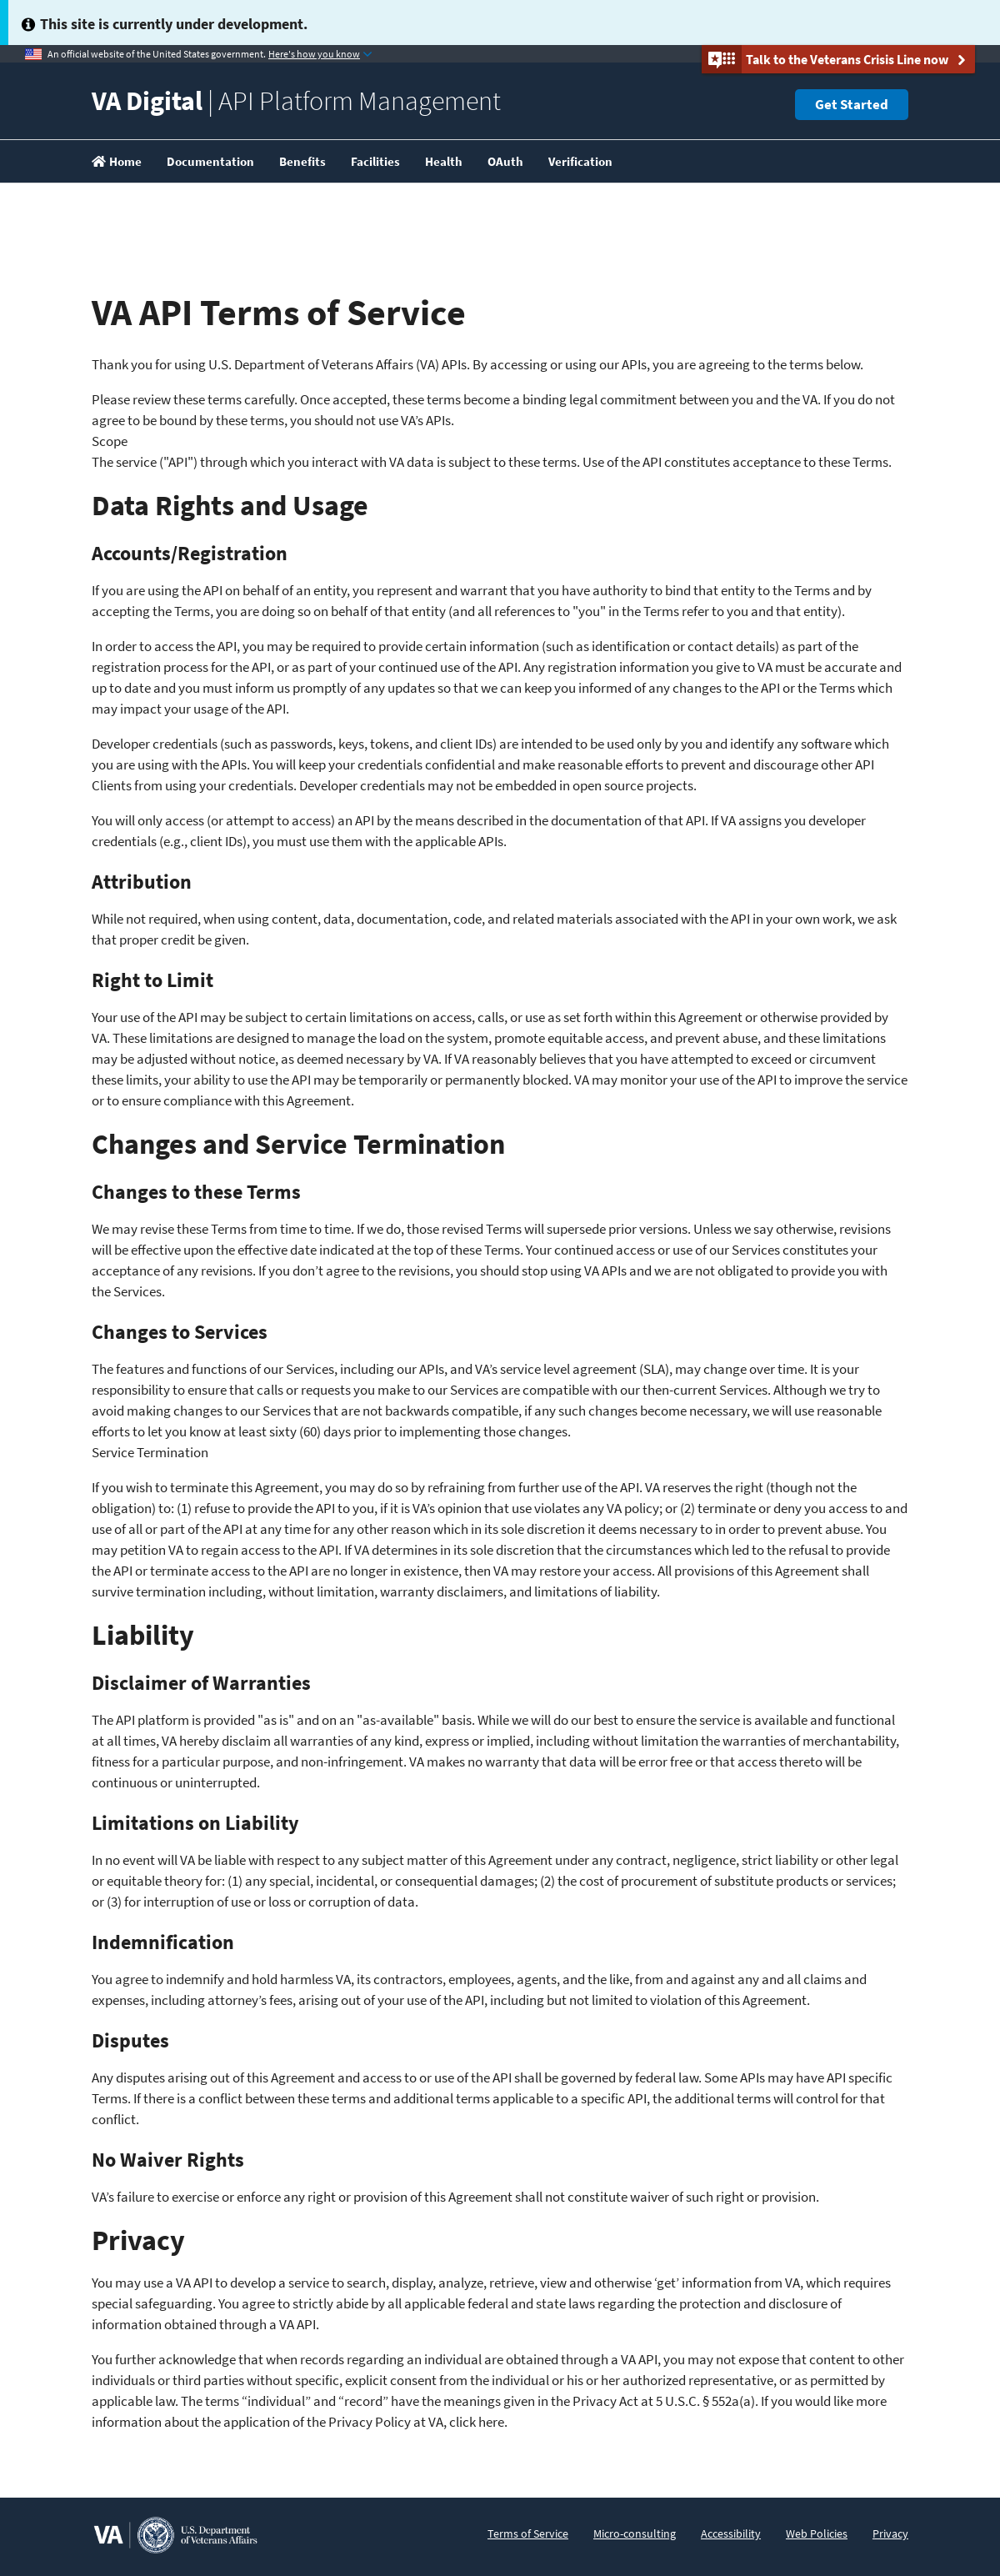 This site is currently under development.
An official website of the United States government. Here's how you know
Talk to the Veterans Crisis Line now
VA Digital | API Platform Management
Get Started
Home Documentation Benefits Facilities Health OAuth Verification
VA API Terms of Service
Thank you for using U.S. Department of Veterans Affairs (VA) APIs. By accessing or using our APIs, you are agreeing to the terms below.
Please review these terms carefully. Once accepted, these terms become a binding legal commitment between you and the VA. If you do not
agree to be bound by these terms, you should not use VA’s APIs.
Scope
The service ("API") through which you interact with VA data is subject to these terms. Use of the API constitutes acceptance to these Terms.
Data Rights and Usage
Accounts/Registration
If you are using the API on behalf of an entity, you represent and warrant that you have authority to bind that entity to the Terms and by
accepting the Terms, you are doing so on behalf of that entity (and all references to "you" in the Terms refer to you and that entity).
In order to access the API, you may be required to provide certain information (such as identification or contact details) as part of the
registration process for the API, or as part of your continued use of the API. Any registration information you give to VA must be accurate and
up to date and you must inform us promptly of any updates so that we can keep you informed of any changes to the API or the Terms which
may impact your usage of the API.
Developer credentials (such as passwords, keys, tokens, and client IDs) are intended to be used only by you and identify any software which
you are using with the APIs. You will keep your credentials confidential and make reasonable efforts to prevent and discourage other API
Clients from using your credentials. Developer credentials may not be embedded in open source projects.
You will only access (or attempt to access) an API by the means described in the documentation of that API. If VA assigns you developer
credentials (e.g., client IDs), you must use them with the applicable APIs.
Attribution
While not required, when using content, data, documentation, code, and related materials associated with the API in your own work, we ask
that proper credit be given.
Right to Limit
Your use of the API may be subject to certain limitations on access, calls, or use as set forth within this Agreement or otherwise provided by
VA. These limitations are designed to manage the load on the system, promote equitable access, and prevent abuse, and these limitations
may be adjusted without notice, as deemed necessary by VA. If VA reasonably believes that you have attempted to exceed or circumvent
these limits, your ability to use the API may be temporarily or permanently blocked. VA may monitor your use of the API to improve the service
or to ensure compliance with this Agreement.
Changes and Service Termination
Changes to these Terms
We may revise these Terms from time to time. If we do, those revised Terms will supersede prior versions. Unless we say otherwise, revisions
will be effective upon the effective date indicated at the top of these Terms. Your continued access or use of our Services constitutes your
acceptance of any revisions. If you don’t agree to the revisions, you should stop using VA APIs and we are not obligated to provide you with
the Services.
Changes to Services
The features and functions of our Services, including our APIs, and VA’s service level agreement (SLA), may change over time. It is your
responsibility to ensure that calls or requests you make to our Services are compatible with our then-current Services. Although we try to
avoid making changes to our Services that are not backwards compatible, if any such changes become necessary, we will use reasonable
efforts to let you know at least sixty (60) days prior to implementing those changes.
Service Termination
If you wish to terminate this Agreement, you may do so by refraining from further use of the API. VA reserves the right (though not the
obligation) to: (1) refuse to provide the API to you, if it is VA’s opinion that use violates any VA policy; or (2) terminate or deny you access to and
use of all or part of the API at any time for any other reason which in its sole discretion it deems necessary to in order to prevent abuse. You
may petition VA to regain access to the API. If VA determines in its sole discretion that the circumstances which led to the refusal to provide
the API or terminate access to the API are no longer in existence, then VA may restore your access. All provisions of this Agreement shall
survive termination including, without limitation, warranty disclaimers, and limitations of liability.
Liability
Disclaimer of Warranties
The API platform is provided "as is" and on an "as-available" basis. While we will do our best to ensure the service is available and functional
at all times, VA hereby disclaim all warranties of any kind, express or implied, including without limitation the warranties of merchantability,
fitness for a particular purpose, and non-infringement. VA makes no warranty that data will be error free or that access thereto will be
continuous or uninterrupted.
Limitations on Liability
In no event will VA be liable with respect to any subject matter of this Agreement under any contract, negligence, strict liability or other legal
or equitable theory for: (1) any special, incidental, or consequential damages; (2) the cost of procurement of substitute products or services;
or (3) for interruption of use or loss or corruption of data.
Indemnification
You agree to indemnify and hold harmless VA, its contractors, employees, agents, and the like, from and against any and all claims and
expenses, including attorney’s fees, arising out of your use of the API, including but not limited to violation of this Agreement.
Disputes
Any disputes arising out of this Agreement and access to or use of the API shall be governed by federal law. Some APIs may have API specific
Terms. If there is a conflict between these terms and additional terms applicable to a specific API, the additional terms will control for that
conflict.
No Waiver Rights
VA’s failure to exercise or enforce any right or provision of this Agreement shall not constitute waiver of such right or provision.
Privacy
You may use a VA API to develop a service to search, display, analyze, retrieve, view and otherwise ‘get’ information from VA, which requires
special safeguarding. You agree to strictly abide by all applicable federal and state laws regarding the protection and disclosure of
information obtained through a VA API.
You further acknowledge that when records regarding an individual are obtained through a VA API, you may not expose that content to other
individuals or third parties without specific, explicit consent from the individual or his or her authorized representative, or as permitted by
applicable law. The terms “individual” and “record” have the meanings given in the Privacy Act at 5 U.S.C. § 552a(a). If you would like more
information about the application of the Privacy Policy at VA, click here.
VA U.S. Department
of Veterans Affairs
Terms of Service Micro-consulting Accessibility Web Policies Privacy